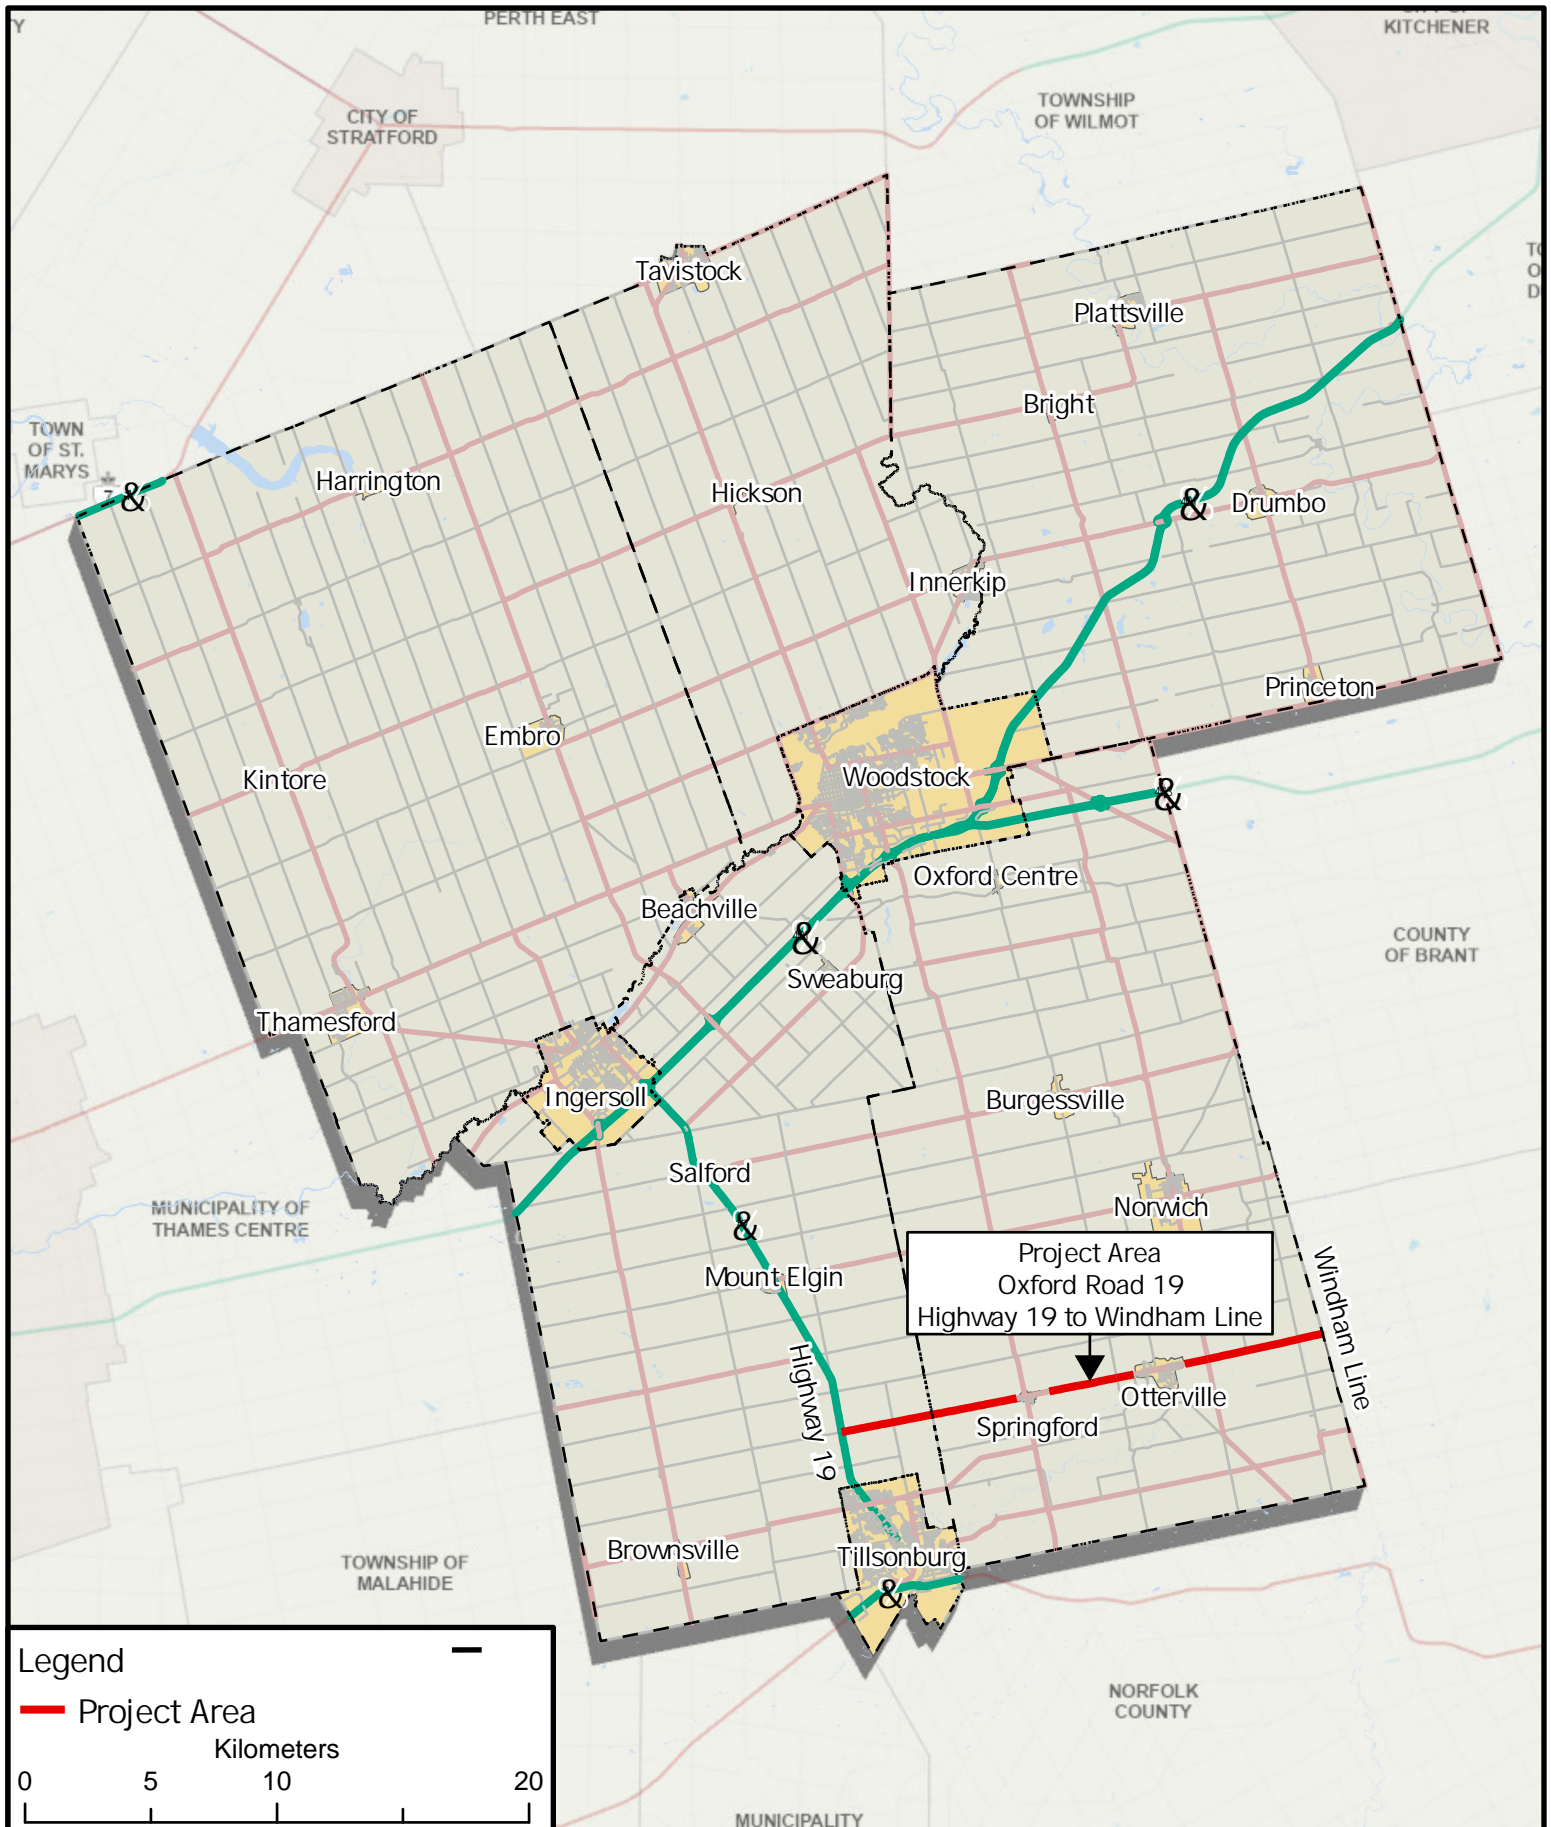 PERTH EAST
KITCHENER
CITY OF
STRATFORD
TOWNSHIP
OF WILMOT
Tavistock
Plattsville
Bright
TOWN
OF ST.
MARYS
7
&
Harrington
Hickson
&
Drumbo
Innerkip
Princeton
Embro
Kintore
Woodstock
&
Oxford Centre
Beachville
&
Sweaburg
COUNTY
OF BRANT
Thamesford
Ingersoll
Burgessville
Salford
Norwich
MUNICIPALITY OF
THAMES CENTRE
&
Mount Elgin
Project Area
Oxford Road 19
Highway 19 to Windham Line
Windham Line
Highway 19
Otterville
Springford
Brownsville
Tillsonburg
&
TOWNSHIP OF
MALAHIDE
NORFOLK
COUNTY
MUNICIPALITY
Legend
Project Area
Kilometers
0 5 10 20